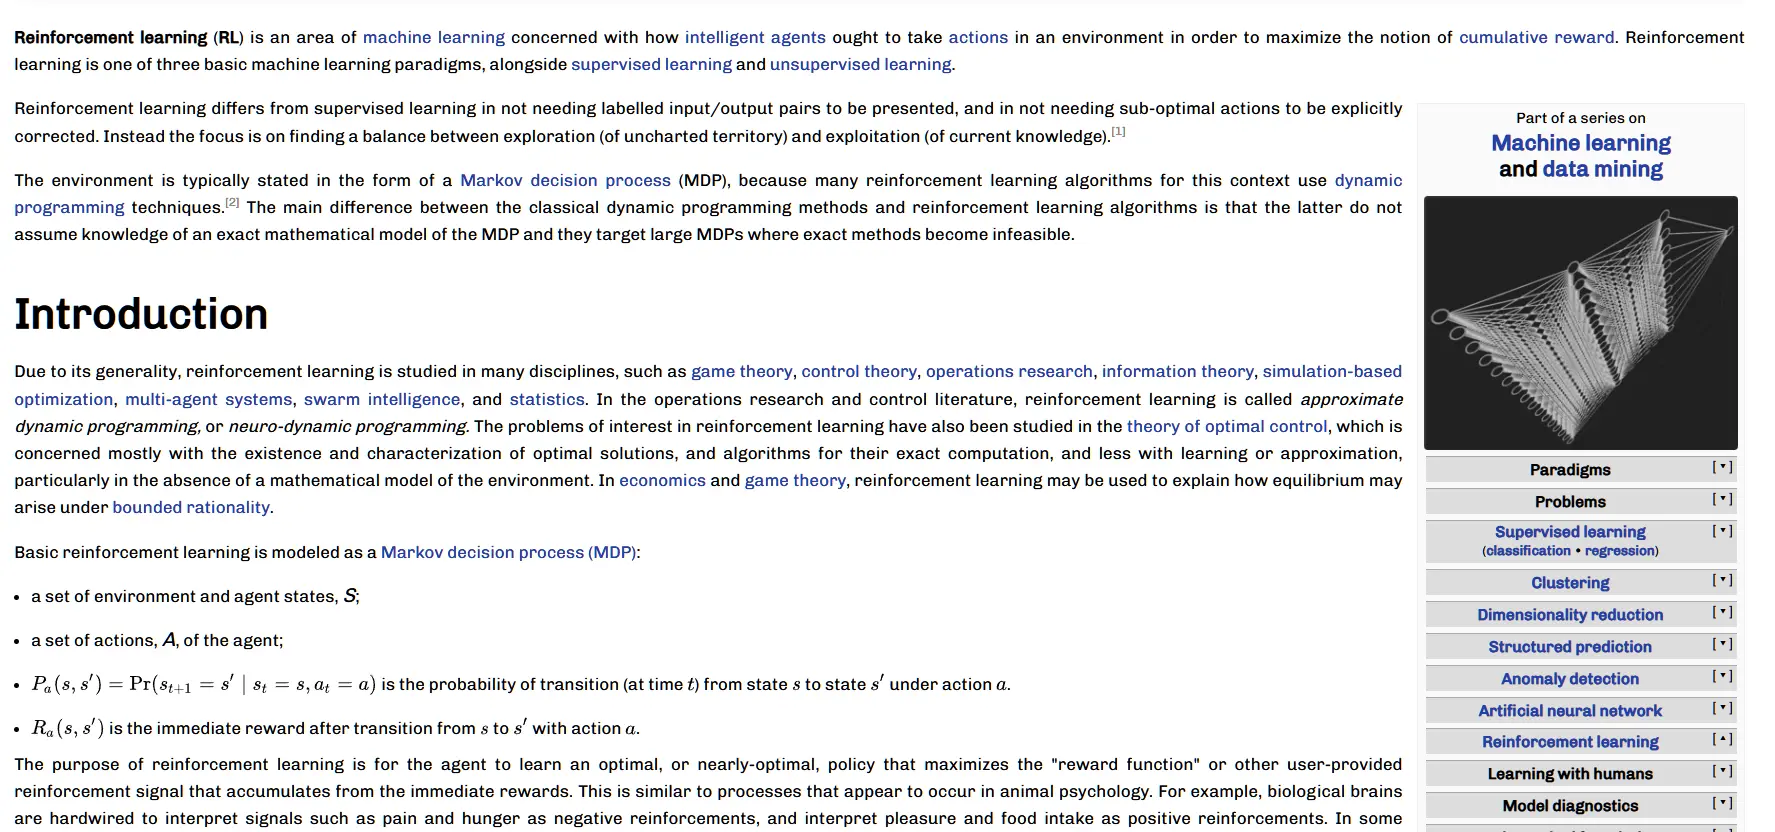 Reinforcement learning (RL) is an area of machine learning concerned with how intelligent agents ought to take actions in an environment in order to maximize the notion of cumulative reward. Reinforcement
learning is one of three basic machine learning paradigms, alongside supervised learning and unsupervised learning.
Reinforcement learning differs from supervised learning in not needing labelled input/output pairs to be presented, and in not needing sub-optimal actions to be explicitly
corrected. Instead the focus is on finding a balance between exploration (of uncharted territory) and exploitation (of current knowledge).[1]
The environment is typically stated in the form of a Markov decision process (MDP), because many reinforcement learning algorithms for this context use dynamic
programming techniques.[2] The main difference between the classical dynamic programming methods and reinforcement learning algorithms is that the latter do not
assume knowledge of an exact mathematical model of the MDP and they target large MDPs where exact methods become infeasible.
Introduction
Due to its generality, reinforcement learning is studied in many disciplines, such as game theory, control theory, operations research, information theory, simulation-based
optimization, multi-agent systems, swarm intelligence, and statistics. In the operations research and control literature, reinforcement learning is called approximate
dynamic programming, or neuro-dynamic programming. The problems of interest in reinforcement learning have also been studied in the theory of optimal control, which is
concerned mostly with the existence and characterization of optimal solutions, and algorithms for their exact computation, and less with learning or approximation,
particularly in the absence of a mathematical model of the environment. In economics and game theory, reinforcement learning may be used to explain how equilibrium may
arise under bounded rationality.
Basic reinforcement learning is modeled as a Markov decision process (MDP):
• a set of environment and agent states, S;
• a set of actions, A, of the agent;
• Pa(s, s′) = Pr(st+1 = s′ | st = s, at = a) is the probability of transition (at time t) from state s to state s′ under action a.
• Ra(s, s′) is the immediate reward after transition from s to s′ with action a.
The purpose of reinforcement learning is for the agent to learn an optimal, or nearly-optimal, policy that maximizes the "reward function" or other user-provided
reinforcement signal that accumulates from the immediate rewards. This is similar to processes that appear to occur in animal psychology. For example, biological brains
are hardwired to interpret signals such as pain and hunger as negative reinforcements, and interpret pleasure and food intake as positive reinforcements. In some
Part of a series on
Machine learning
and data mining
Paradigms [▾]
Problems [▾]
Supervised learning [▾]
(classification • regression)
Clustering [▾]
Dimensionality reduction [▾]
Structured prediction [▾]
Anomaly detection [▾]
Artificial neural network [▾]
Reinforcement learning [▴]
Learning with humans [▾]
Model diagnostics [▾]